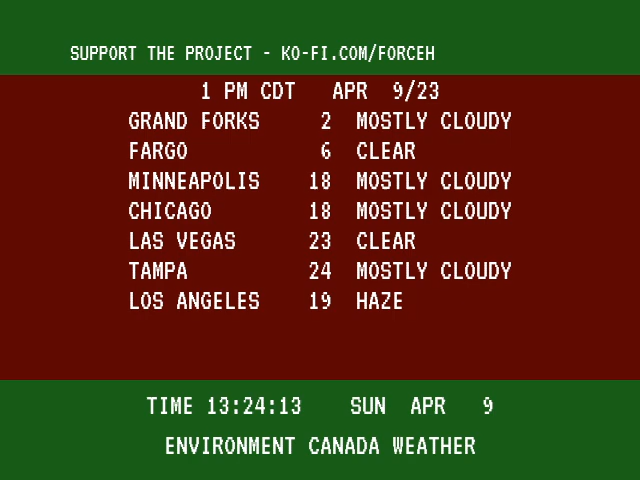 SUPPORT THE PROJECT - KO-FI.COM/FORCEH
1 PM CDT   APR  9/23
GRAND FORKS     2  MOSTLY CLOUDY
FARGO           6  CLEAR
MINNEAPOLIS    18  MOSTLY CLOUDY
CHICAGO        18  MOSTLY CLOUDY
LAS VEGAS      23  CLEAR
TAMPA          24  MOSTLY CLOUDY
LOS ANGELES    19  HAZE
TIME 13:24:13    SUN  APR   9
ENVIRONMENT CANADA WEATHER